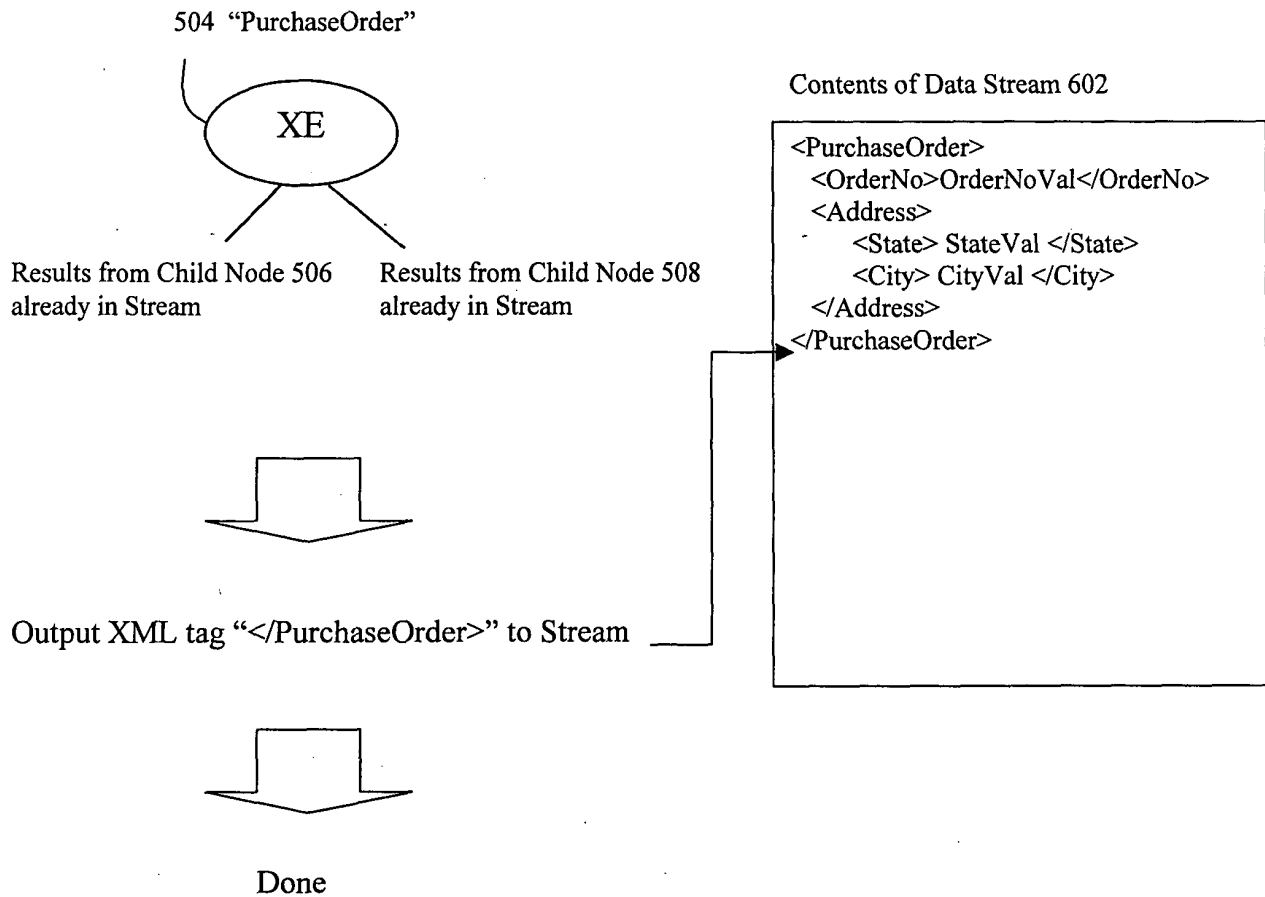 504 “PurchaseOrder”
XE
Results from Child Node 506
already in Stream
Results from Child Node 508
already in Stream
Output XML tag “</PurchaseOrder>” to Stream
Done
Contents of Data Stream 602
<PurchaseOrder>
<OrderNo>OrderNoVal</OrderNo>
<Address>
<State> StateVal </State>
<City> CityVal </City>
</Address>
</PurchaseOrder>